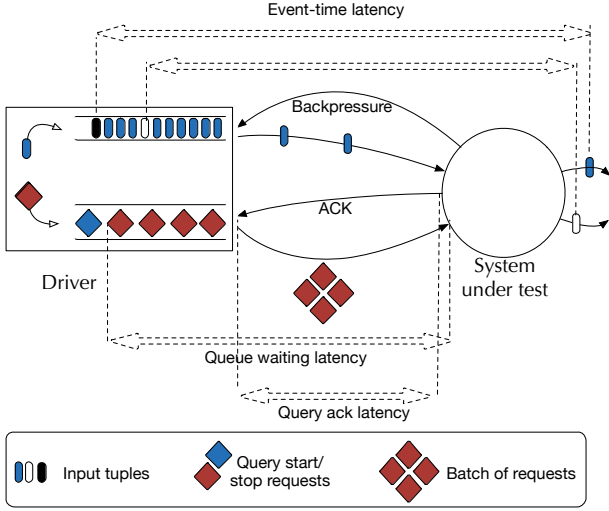 Event-time latency
Backpressure
ACK
Driver
System
under test
Queue waiting latency
Query ack latency
Input tuples
Query start/
stop requests
Batch of requests